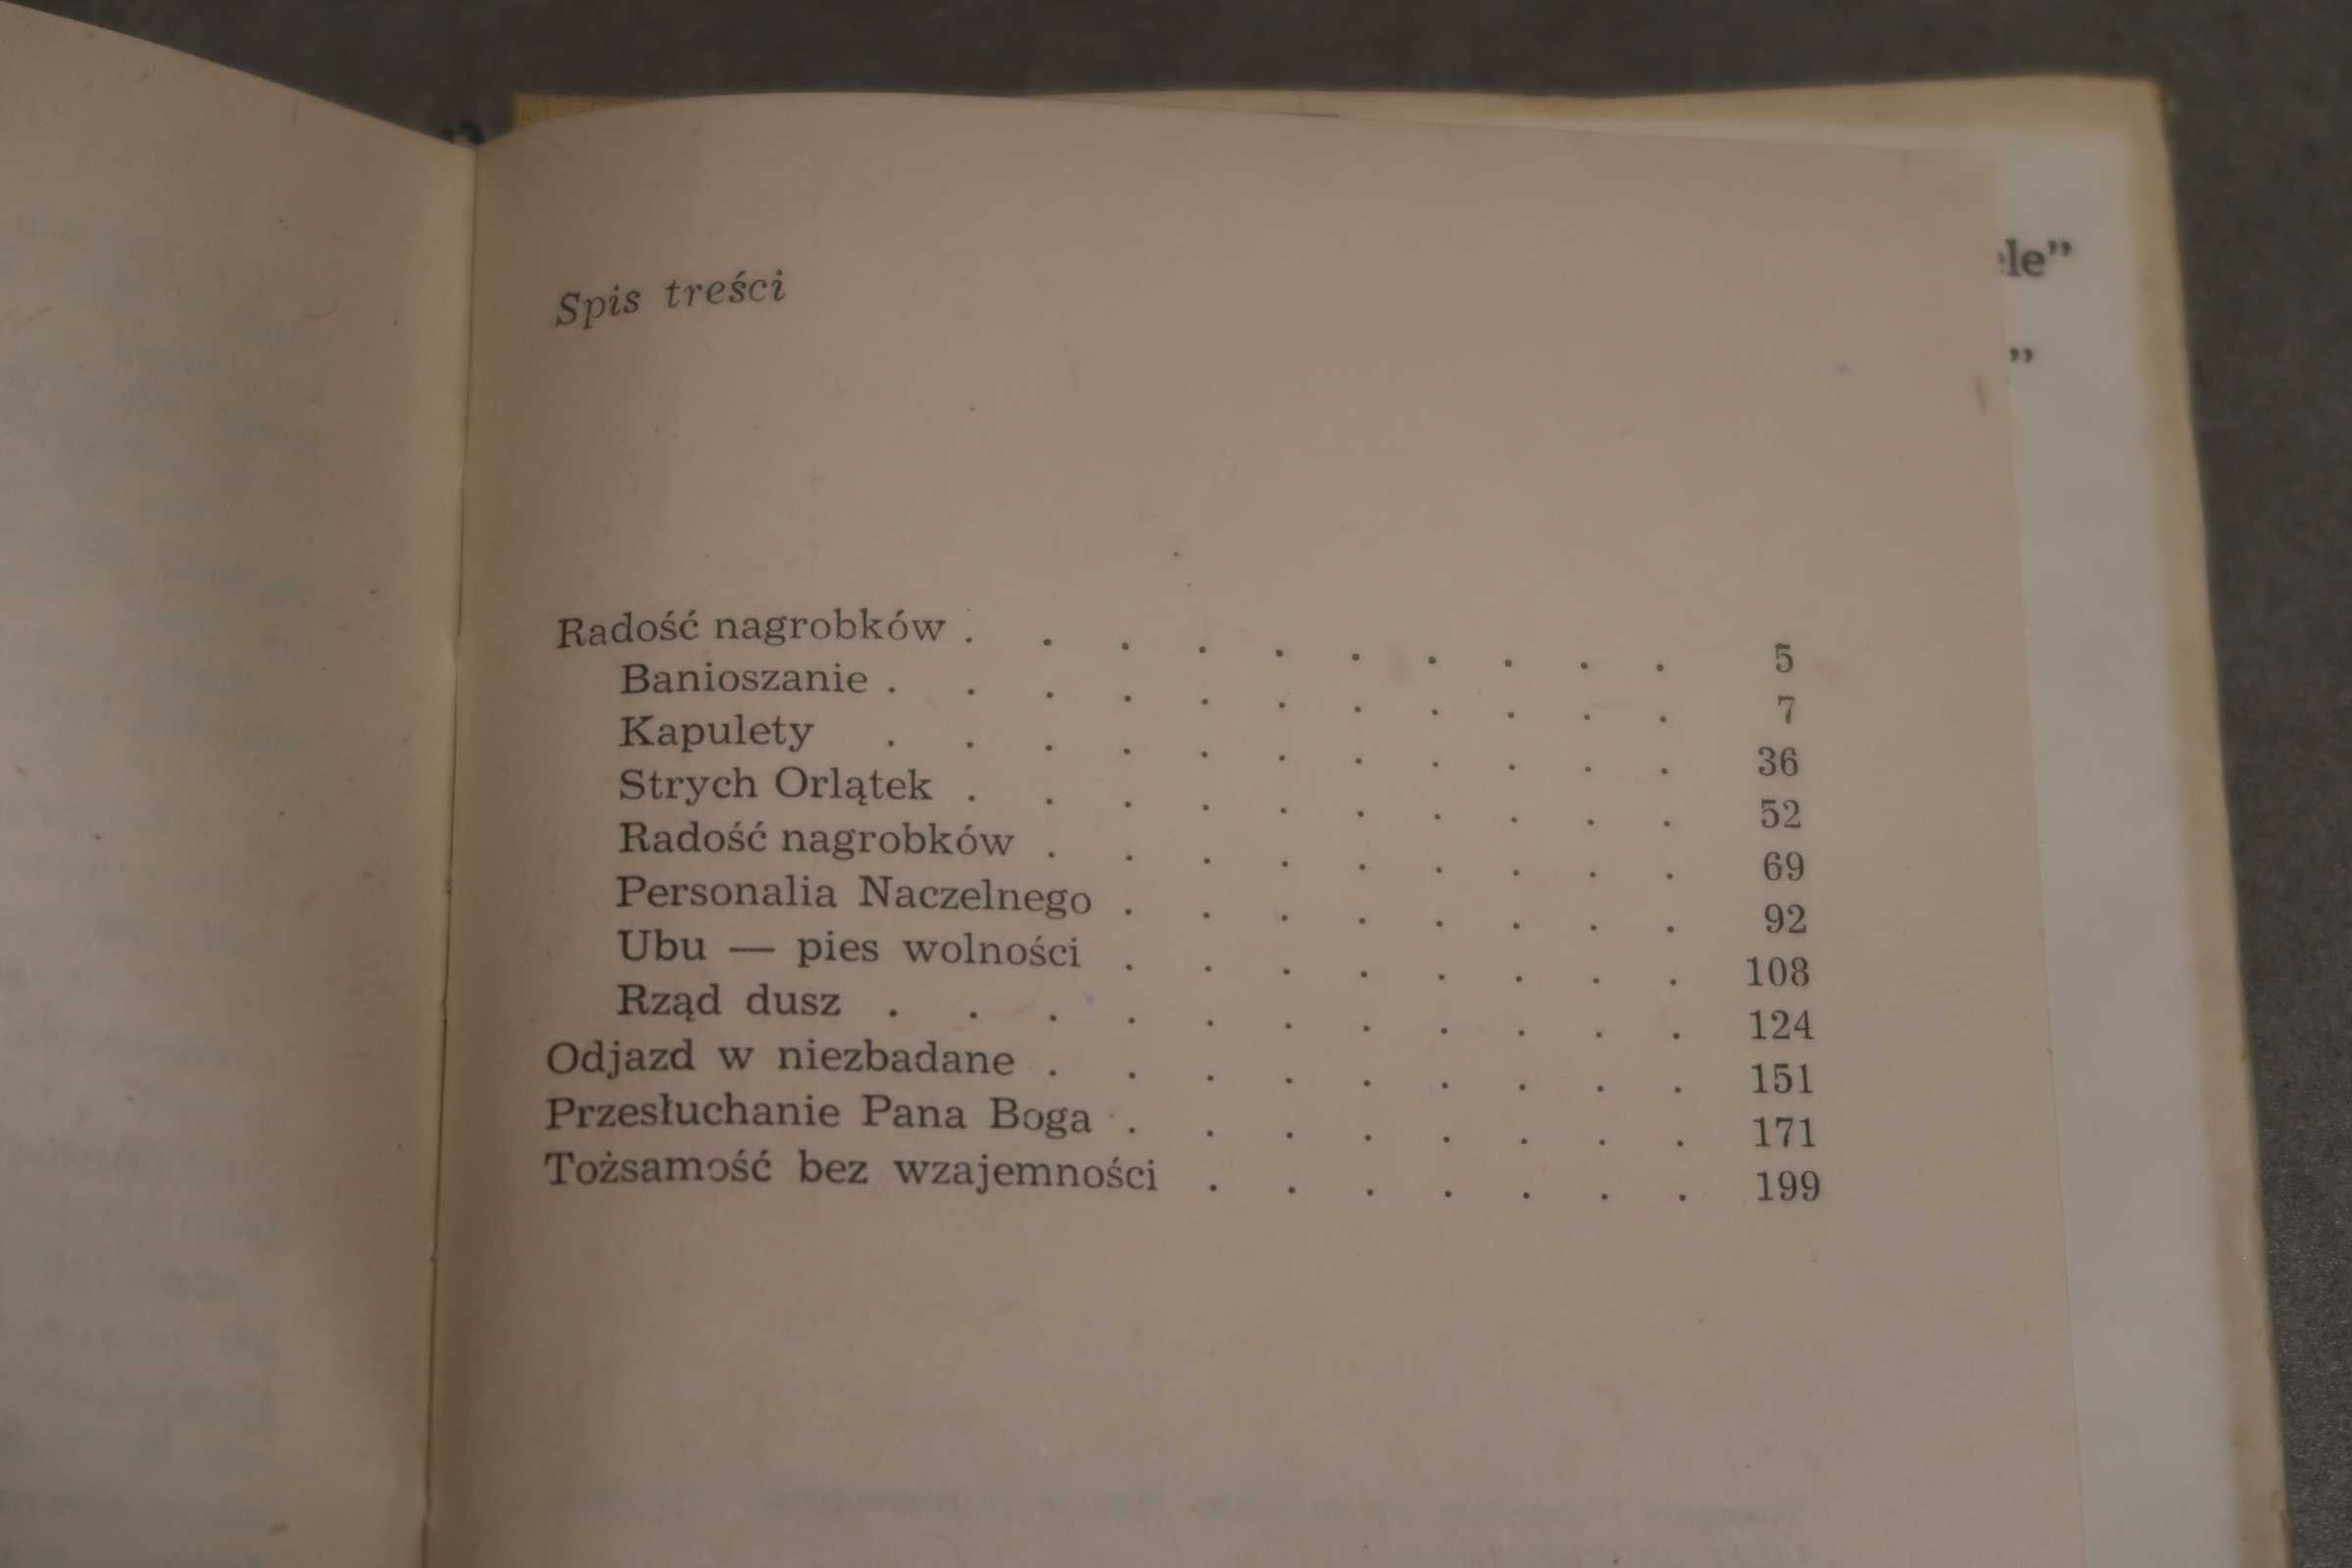 Spis treści
Radość nagrobków . . . . . . . . . . 5
Banioszanie . . . . . . . . . . . 7
Kapulety . . . . . . . . . . . 36
Strych Orlątek . . . . . . . . . . 52
Radość nagrobków . . . . . . . . . 69
Personalia Naczelnego . . . . . . . . 92
Ubu — pies wolności . . . . . . . . 108
Rząd dusz . . . . . . . . . . . 124
Odjazd w niezbadane . . . . . . . . . 151
Przesłuchanie Pana Boga . . . . . . . . 171
Tożsamość bez wzajemności . . . . . . . 199